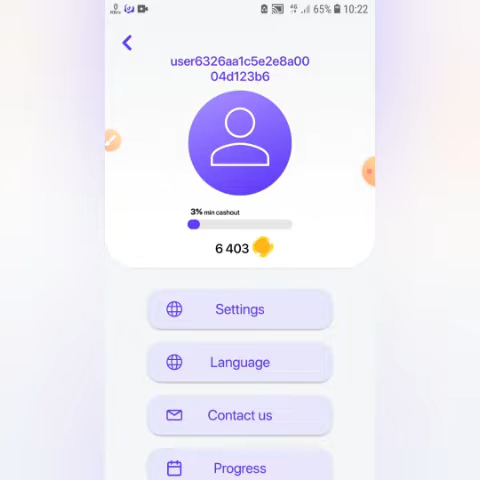 65% 10:22
user6326aa1c5e2e8a00
04d123b6
3% min cashout
6 403
Settings
Language
Contact us
Progress